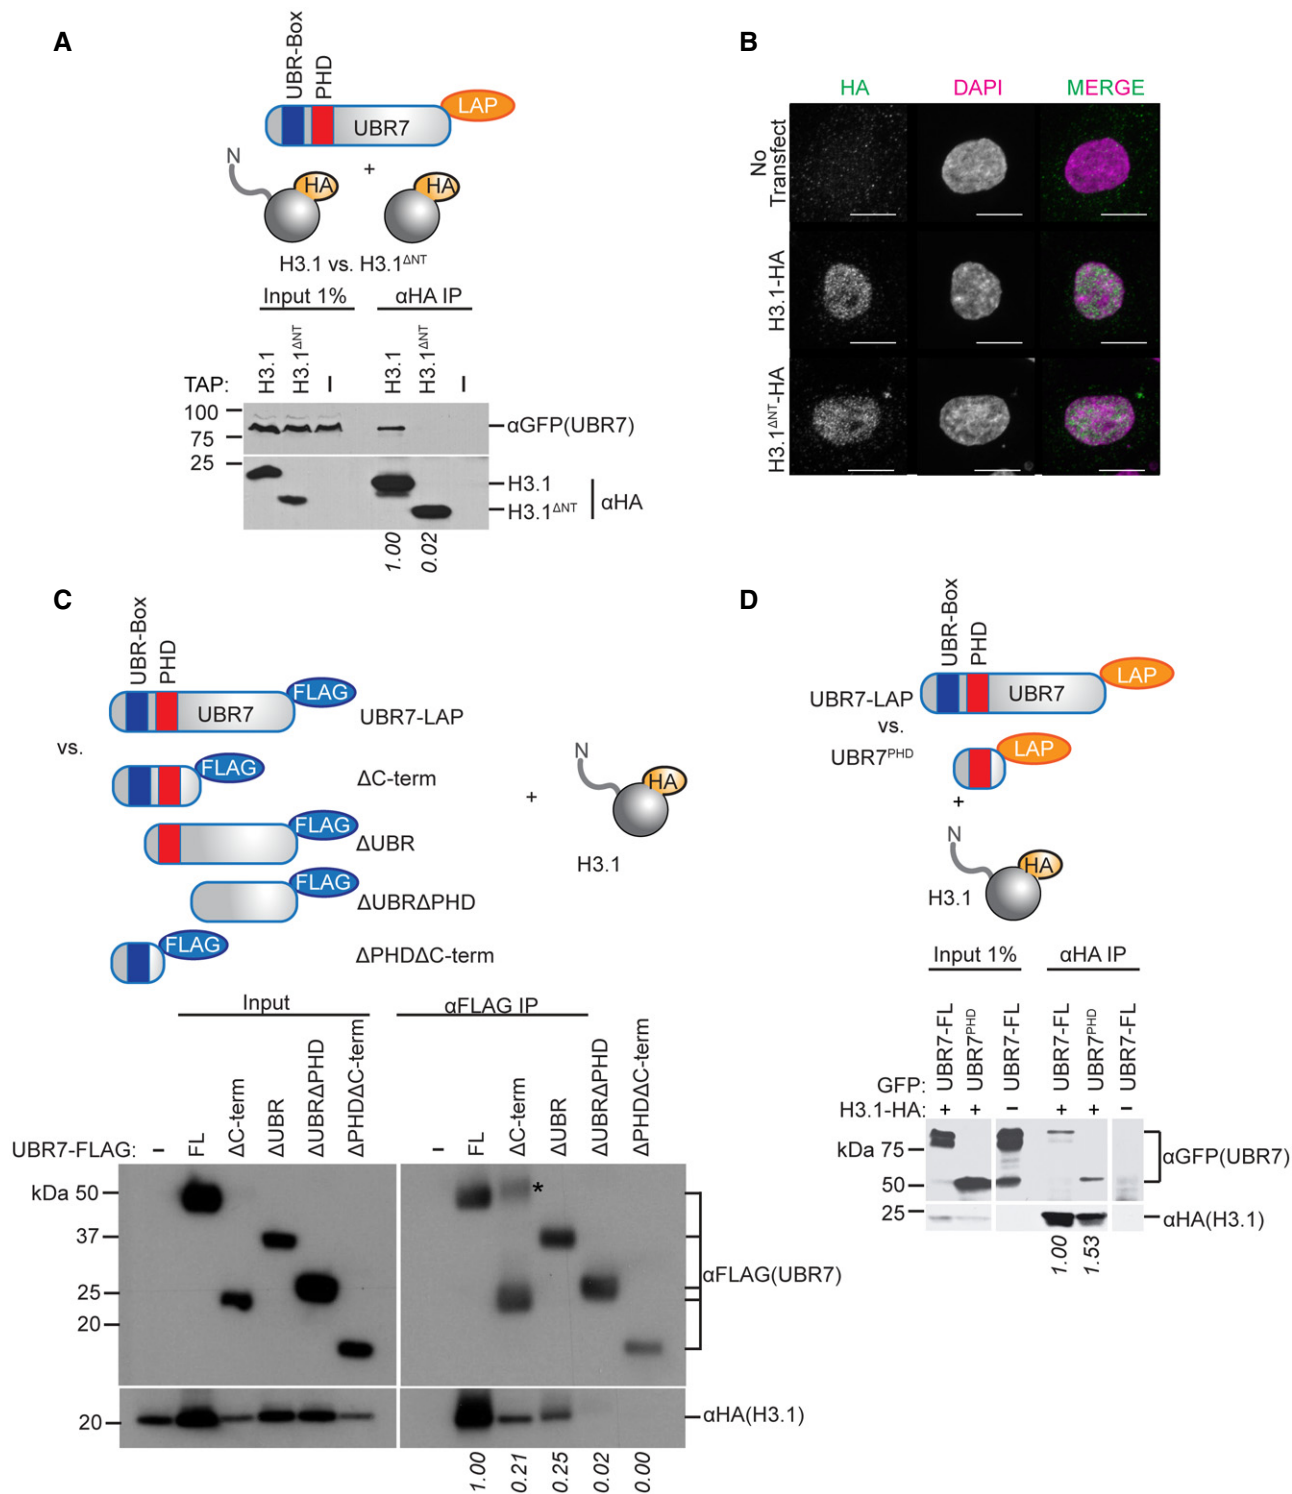 A
UBR-Box
PHD
LAP
UBR7
+
N
HA
HA
H3.1 vs. H3.1ΔNT
Input 1%
αHA IP
TAP:
H3.1
H3.1ΔNT
–
H3.1
H3.1ΔNT
–
100
75
25
αGFP(UBR7)
H3.1
H3.1ΔNT
αHA
1.00
0.02
B
HA
DAPI
MERGE
No Transfect
H3.1-HA
H3.1ΔNT-HA
C
UBR-Box
PHD
UBR7
FLAG
UBR7-LAP
vs.
FLAG
ΔC-term
FLAG
ΔUBR
FLAG
ΔUBRΔPHD
FLAG
ΔPHDΔC-term
+
N
HA
H3.1
Input
αFLAG IP
UBR7-FLAG:
–
FL
ΔC-term
ΔUBR
ΔUBRΔPHD
ΔPHDΔC-term
–
FL
ΔC-term
ΔUBR
ΔUBRΔPHD
ΔPHDΔC-term
kDa 50
37
25
20
*
αFLAG(UBR7)
20
αHA(H3.1)
1.00
0.21
0.25
0.02
0.00
D
UBR-Box
PHD
LAP
UBR7
UBR7-LAP
vs.
UBR7PHD
LAP
+
N
HA
H3.1
Input 1%
αHA IP
GFP:
UBR7-FL
UBR7PHD
UBR7-FL
UBR7-FL
UBR7PHD
UBR7-FL
H3.1-HA: + + – + + –
kDa 75
50
25
αGFP(UBR7)
αHA(H3.1)
1.00
1.53